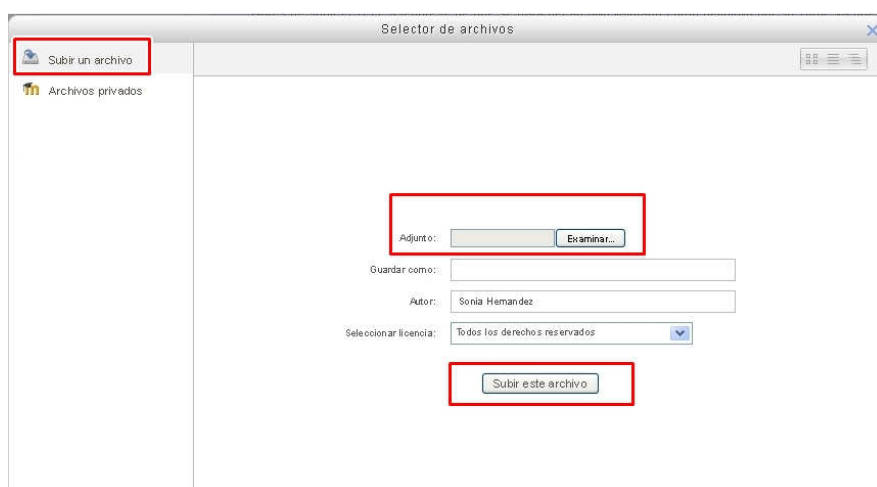 Selector de archivos
Subir un archivo
Archivos privados
Adjunto:
Examinar...
Guardar como:
Autor:
Sonia Hernandez
Seleccionar licencia:
Todos los derechos reservados
Subir este archivo